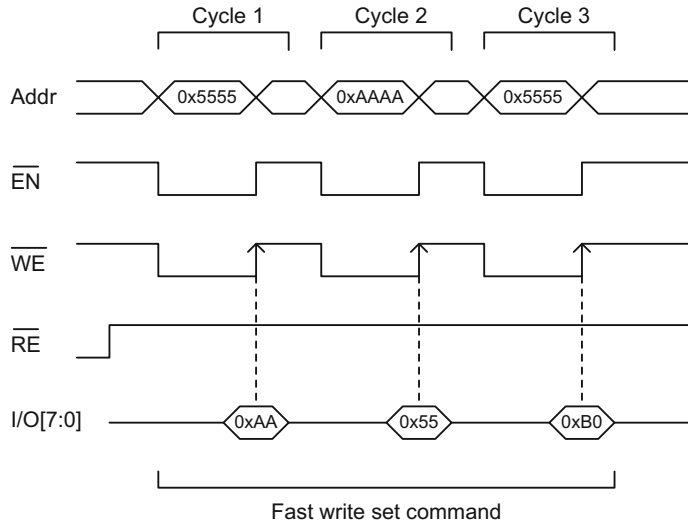 Cycle 1 Cycle 2 Cycle 3
Addr 0x5555 0xAAAA 0x5555
EN
WE
RE
I/O[7:0] 0xAA 0x55 0xB0
Fast write set command